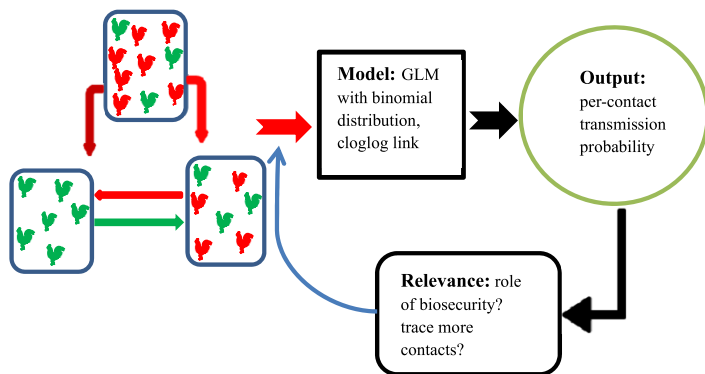 Model: GLM
with binomial
distribution,
cloglog link
Output:
per-contact
transmission
probability
Relevance: role
of biosecurity?
trace more
contacts?